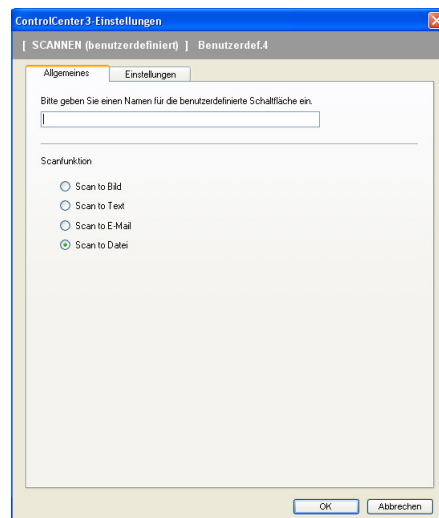 ControlCenter3-Einstellungen
[ SCANNEN (benutzerdefiniert) ] Benutzerdef.4
Allgemeines Einstellungen
Bitte geben Sie einen Namen für die benutzerdefinierte Schaltfläche ein.
Scanfunktion
Scan to Bild
Scan to Text
Scan to E-Mail
Scan to Datei
OK Abbrechen